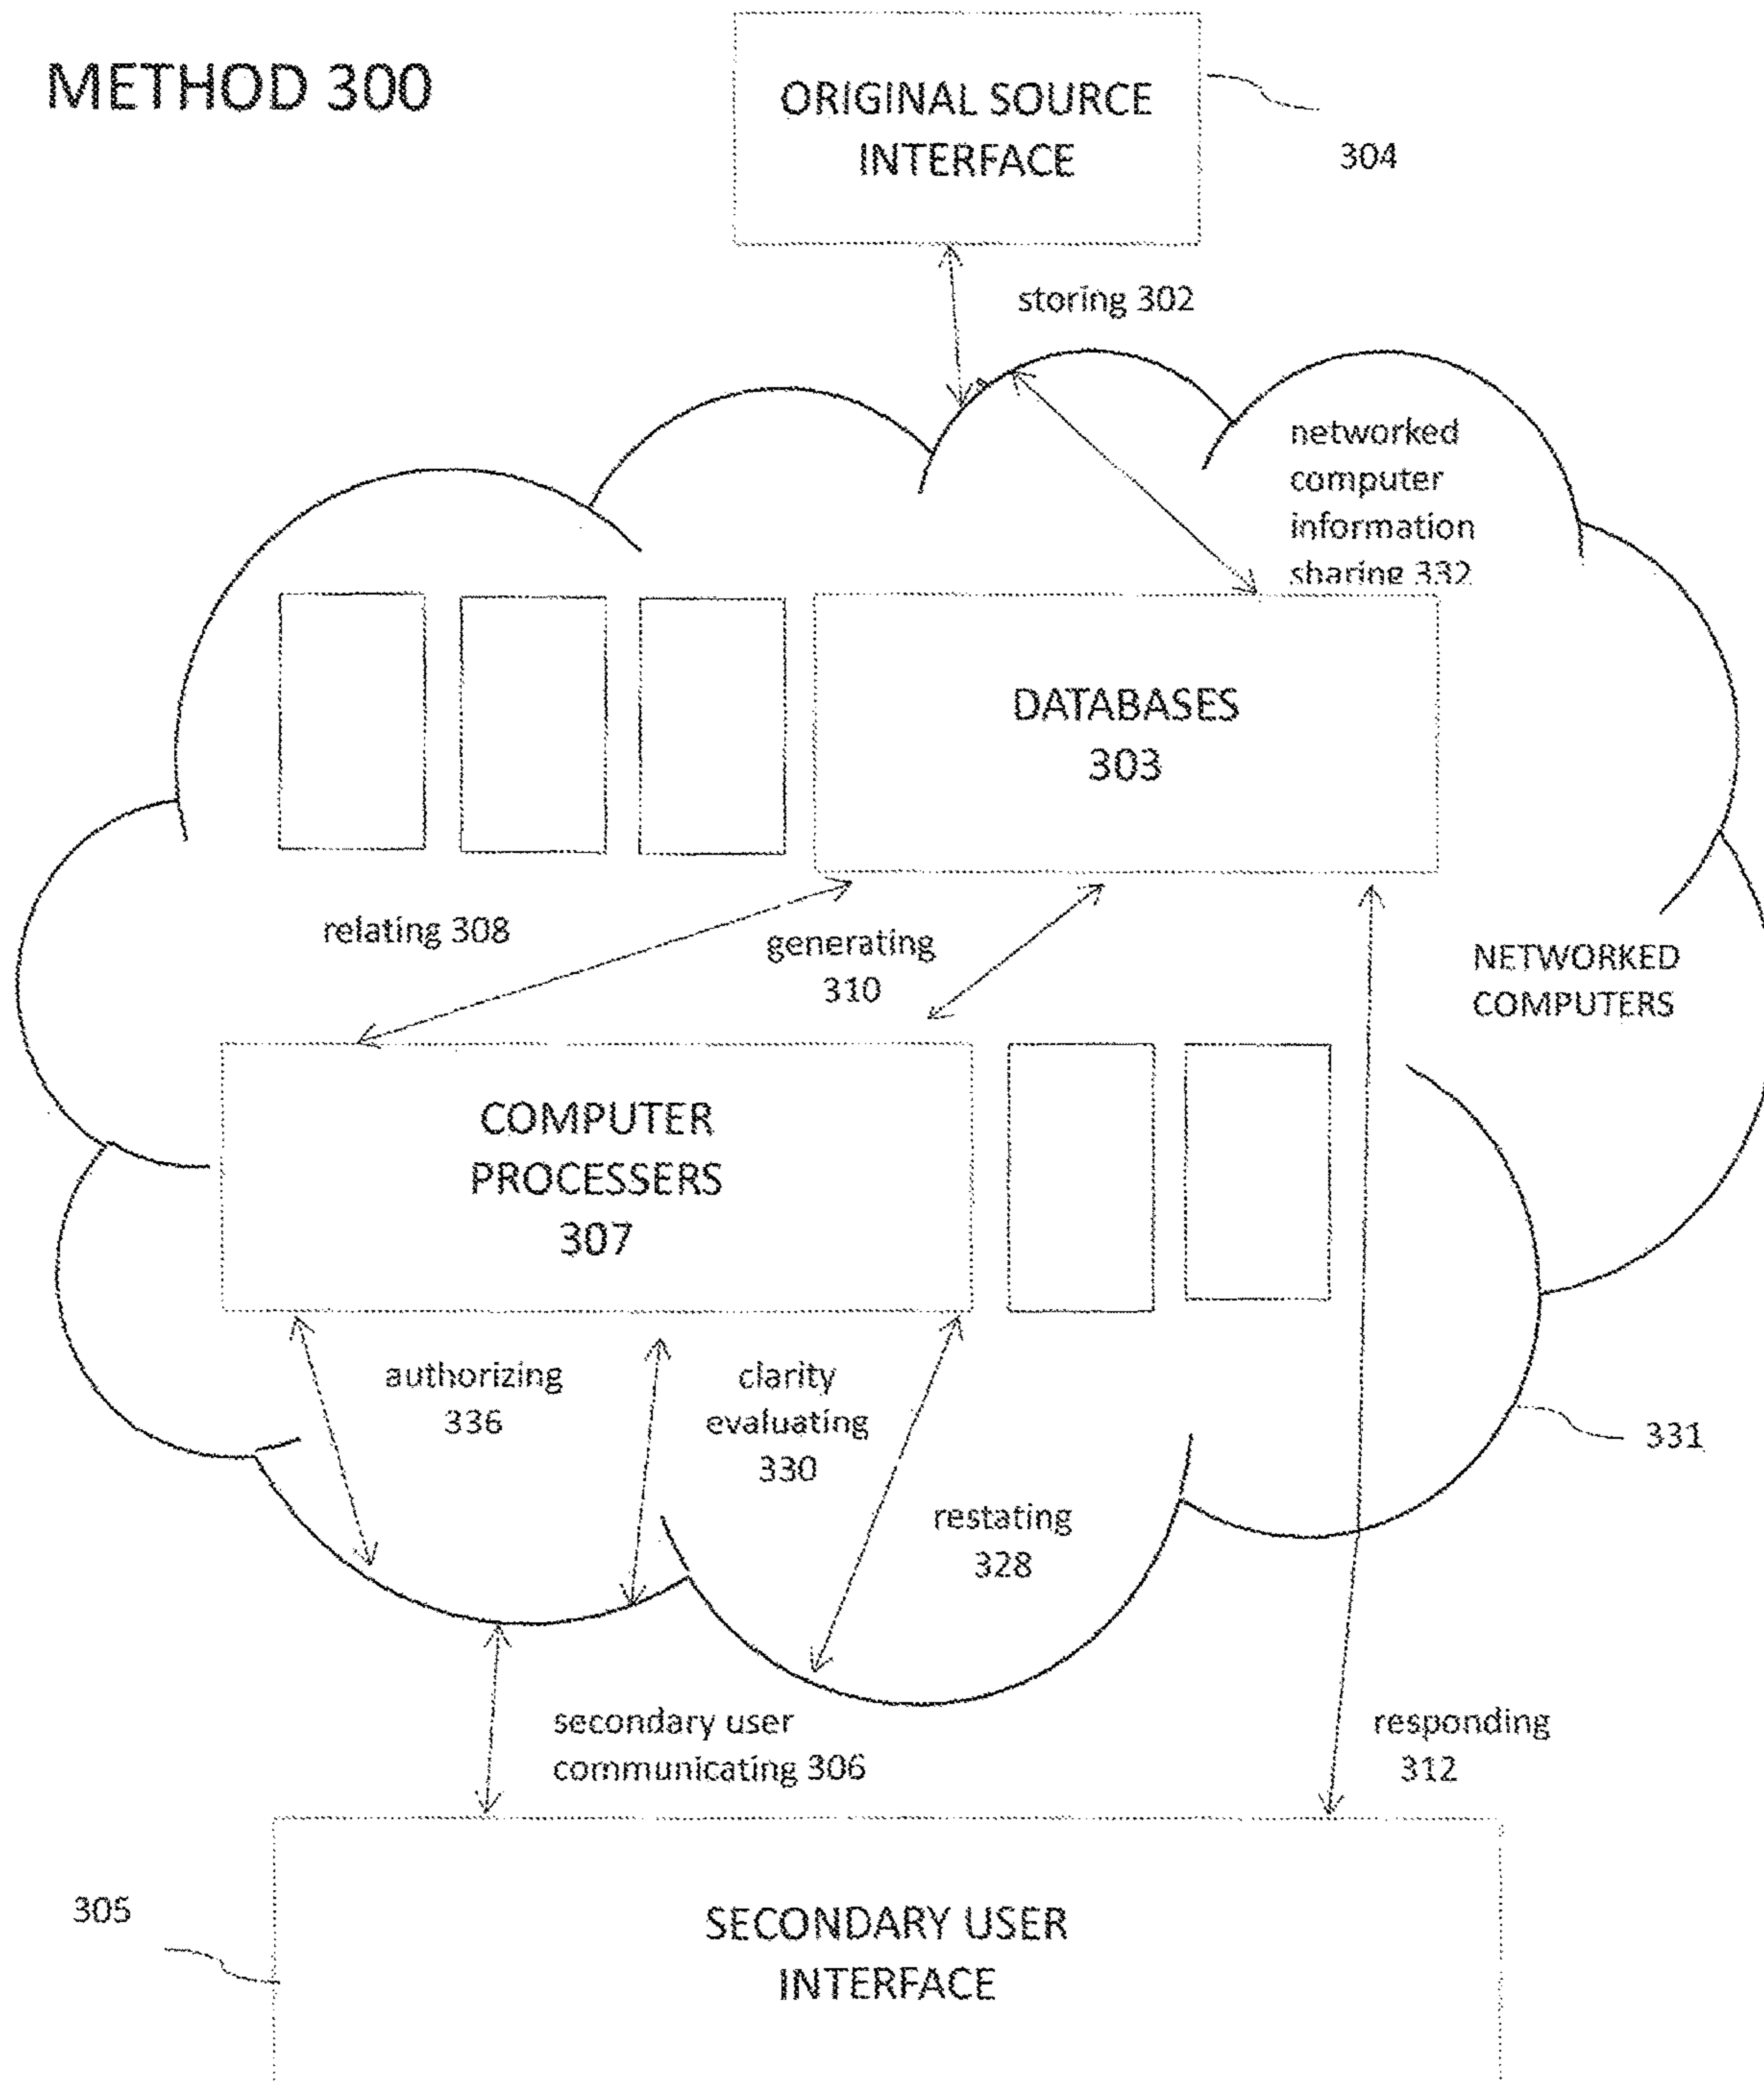 METHOD 300
ORIGINAL SOURCE
INTERFACE
304
storing 302
networked
computer
information
sharing 332
DATABASES
303
relating 308
generating
310
NETWORKED
COMPUTERS
COMPUTER
PROCESSERS
307
authorizing
336
clarity
evaluating
330
restating
328
331
secondary user
communicating 306
responding
312
305
SECONDARY USER
INTERFACE